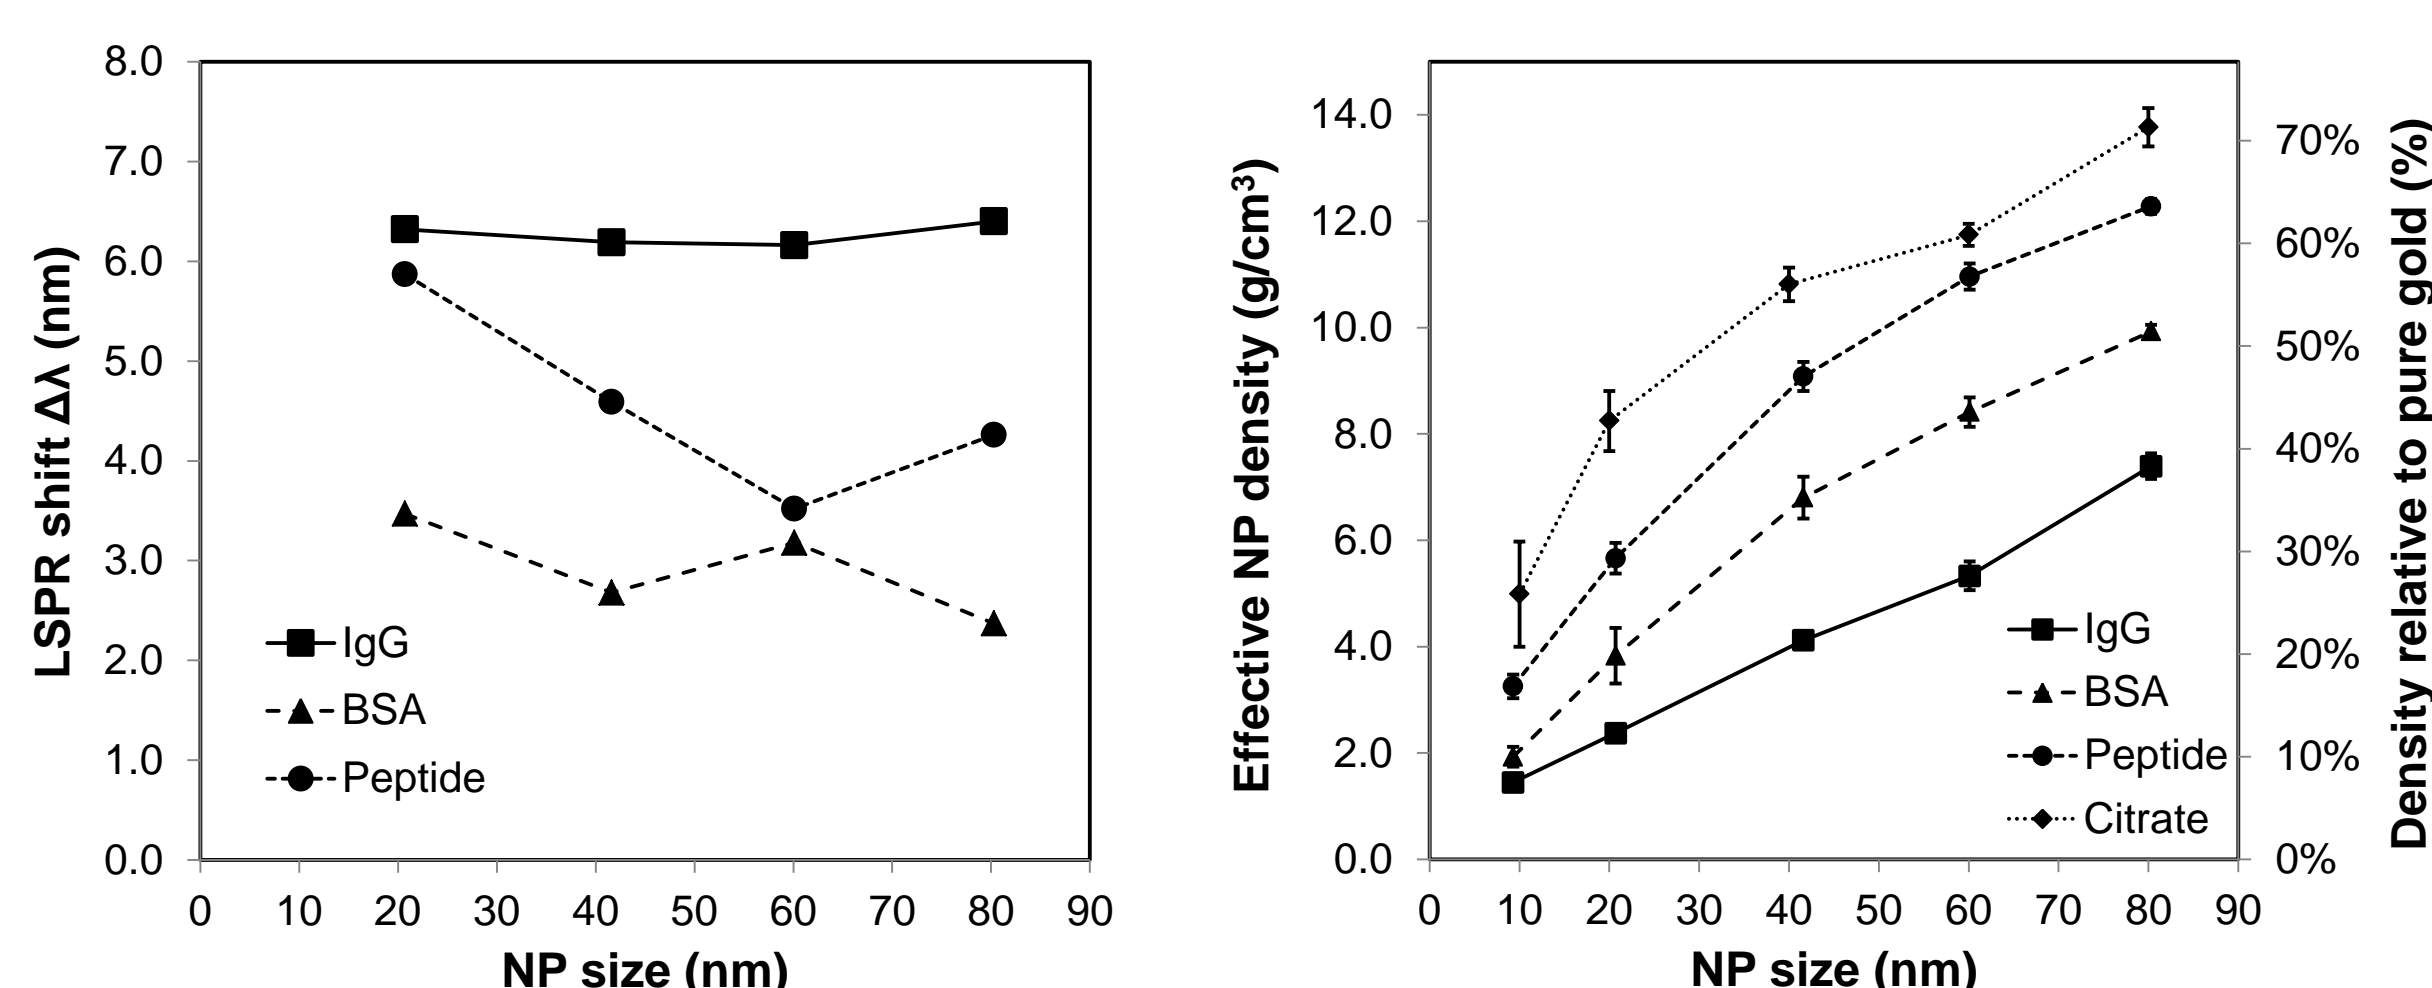 LSPR shift Δλ (nm)
8.0
7.0
6.0
5.0
4.0
3.0
2.0
1.0
0.0
IgG
BSA
Peptide
0 10 20 30 40 50 60 70 80 90
NP size (nm)
Effective NP density (g/cm³)
14.0
12.0
10.0
8.0
6.0
4.0
2.0
0.0
IgG
BSA
Peptide
Citrate
0 10 20 30 40 50 60 70 80 90
NP size (nm)
70%
60%
50%
40%
30%
20%
10%
0%
Density relative to pure gold (%)